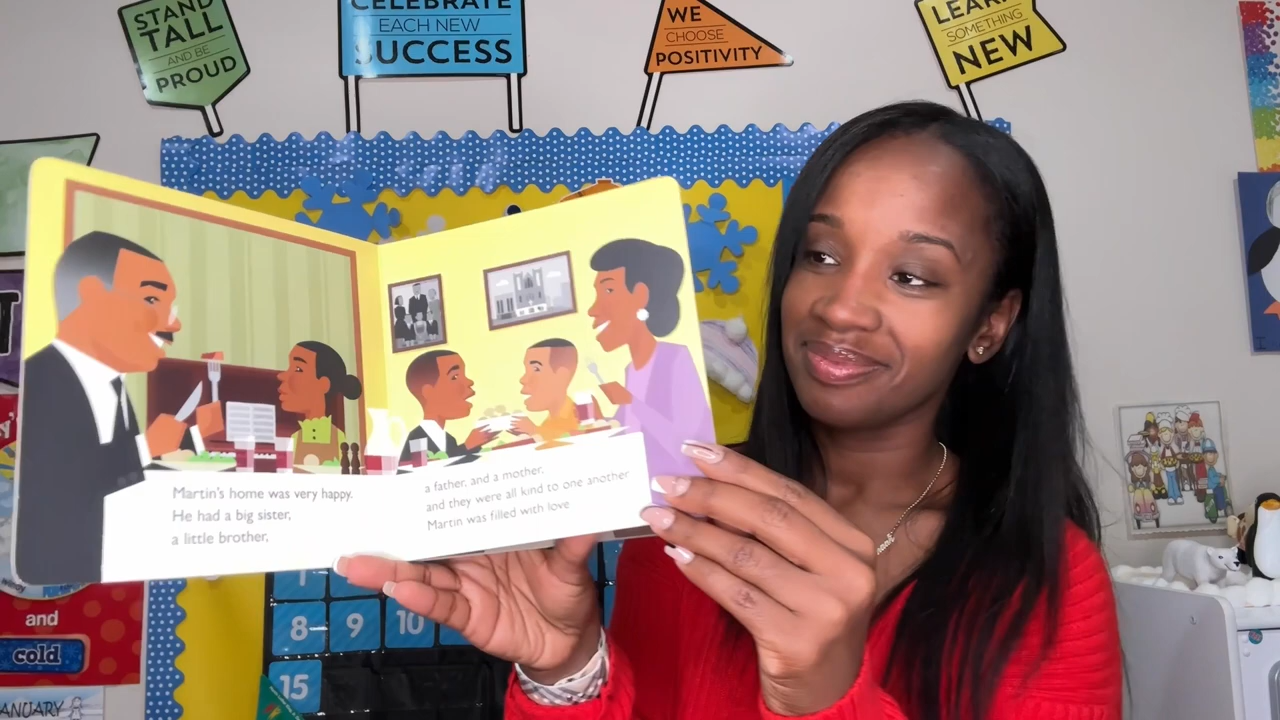 STAND
TALL
AND BE
PROUD
CELEBRATE
EACH NEW
SUCCESS
WE
CHOOSE
POSITIVITY
LEARN
SOMETHING
NEW
Martin's home was very happy.
He had a big sister,
a little brother,
a father, and a mother,
and they were all kind to one another
Martin was filled with love
8
9
10
15
and
cold
JANUARY